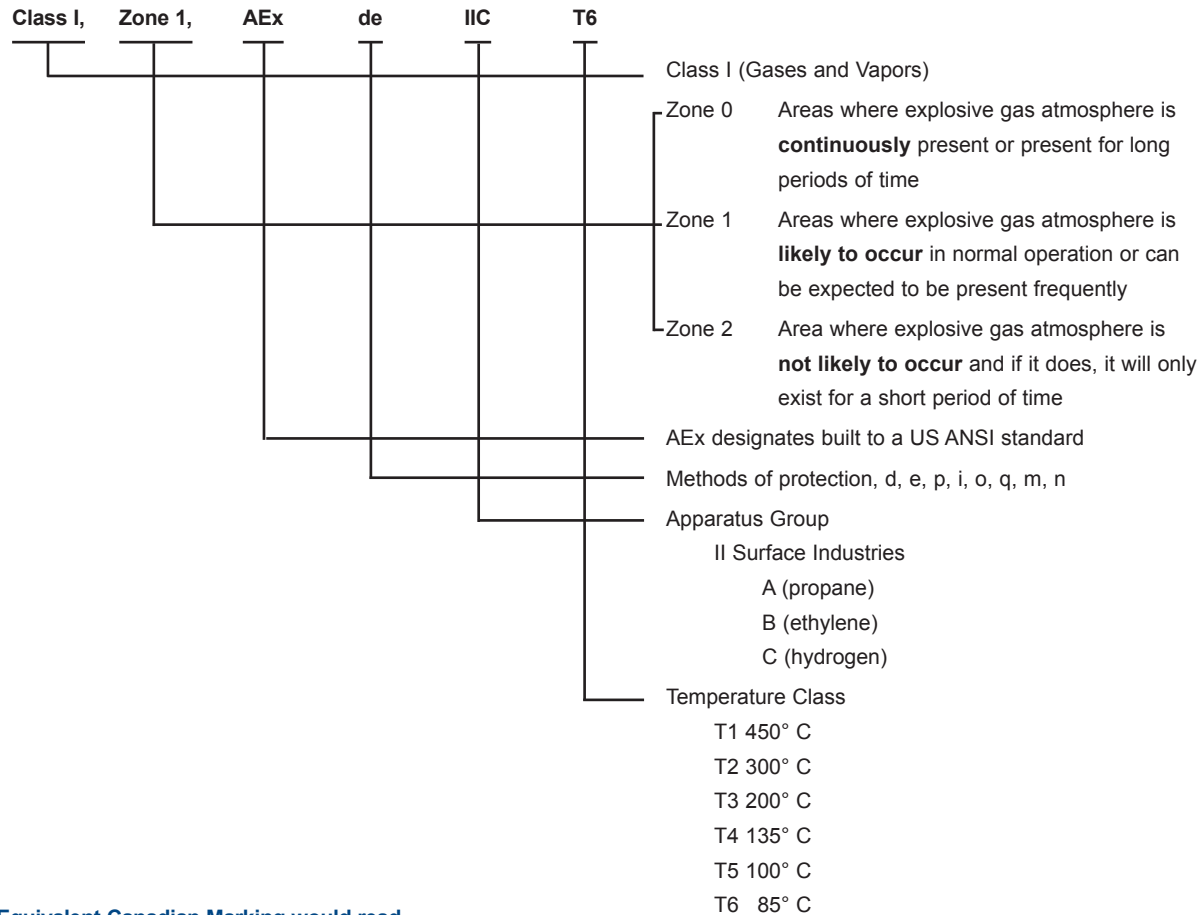 Class I, Zone 1, AEx de IIC T6
Class I (Gases and Vapors)
Zone 0 Areas where explosive gas atmosphere is
continuously present or present for long
periods of time
Zone 1 Areas where explosive gas atmosphere is
likely to occur in normal operation or can
be expected to be present frequently
Zone 2 Area where explosive gas atmosphere is
not likely to occur and if it does, it will only
exist for a short period of time
AEx designates built to a US ANSI standard
Methods of protection, d, e, p, i, o, q, m, n
Apparatus Group
II Surface Industries
A (propane)
B (ethylene)
C (hydrogen)
Temperature Class
T1 450° C
T2 300° C
T3 200° C
T4 135° C
T5 100° C
T6 85° C
Equivalent Canadian Marking would read